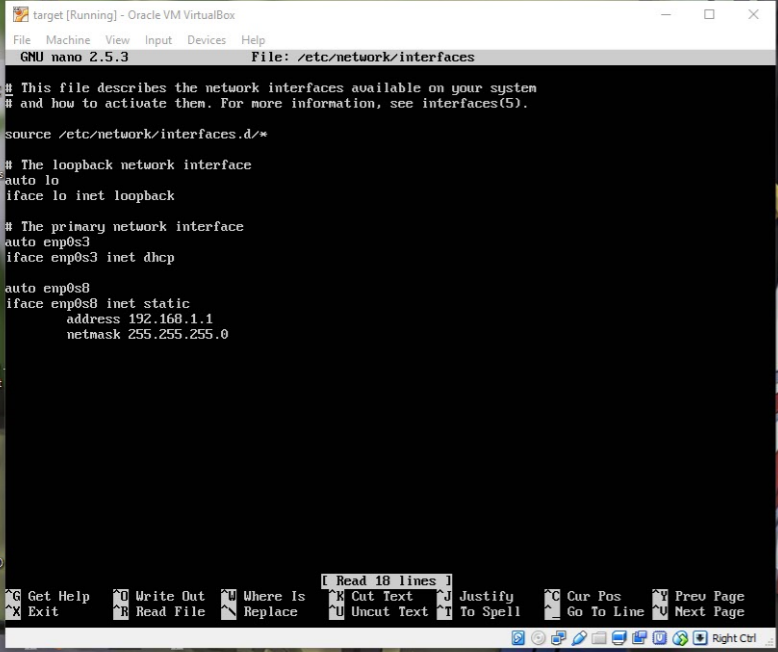 target [Running] - Oracle VM VirtualBox
File Machine View Input Devices Help
GNU nano 2.5.3 File: /etc/network/interfaces
# This file describes the network interfaces available on your system
# and how to activate them. For more information, see interfaces(5).
source /etc/network/interfaces.d/*
# The loopback network interface
auto lo
iface lo inet loopback
# The primary network interface
auto enp0s3
iface enp0s3 inet dhcp
auto enp0s8
iface enp0s8 inet static
address 192.168.1.1
netmask 255.255.255.0
[ Read 18 lines ]
^G Get Help ^O Write Out ^W Where Is ^K Cut Text ^J Justify ^C Cur Pos ^Y Prev Page
^X Exit ^R Read File ^\ Replace ^U Uncut Text ^T To Spell ^_ Go To Line ^V Next Page
Right Ctrl